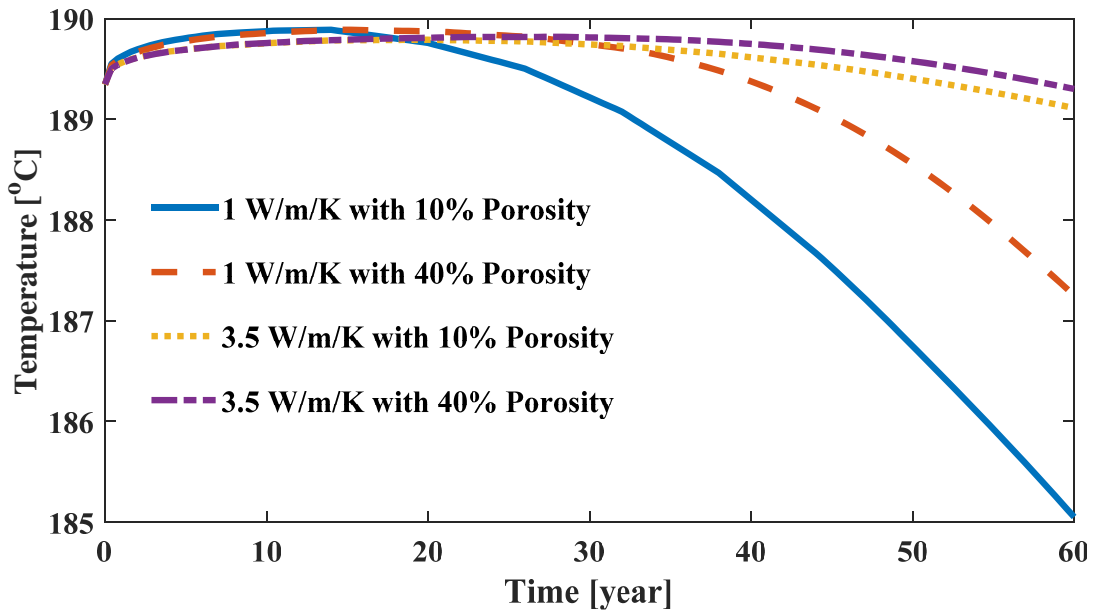 190
189
188
187
186
185
Temperature [°C]
1 W/m/K with 10% Porosity
1 W/m/K with 40% Porosity
3.5 W/m/K with 10% Porosity
3.5 W/m/K with 40% Porosity
0 10 20 30 40 50 60
Time [year]